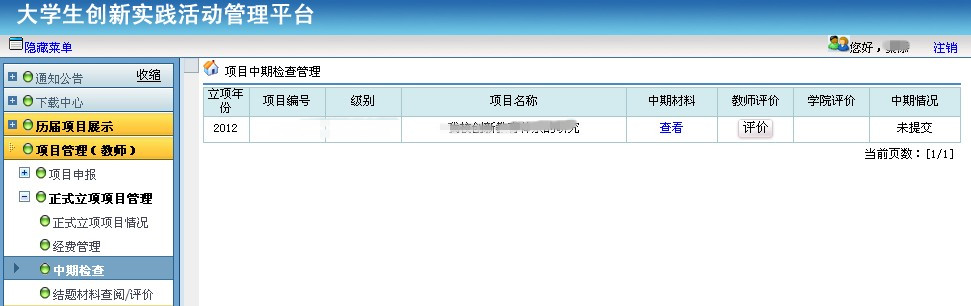 大学生创新实践活动管理平台
隐藏菜单
您好，
注销
通知公告 收缩
下载中心
历届项目展示
项目管理（教师）
项目申报
正式立项项目管理
正式立项项目情况
经费管理
中期检查
结题材料查阅/评价
项目中期检查管理
立项年份 项目编号 级别 项目名称 中期材料 教师评价 学院评价 中期情况
2012 查看 评价 未提交
当前页数：[1/1]